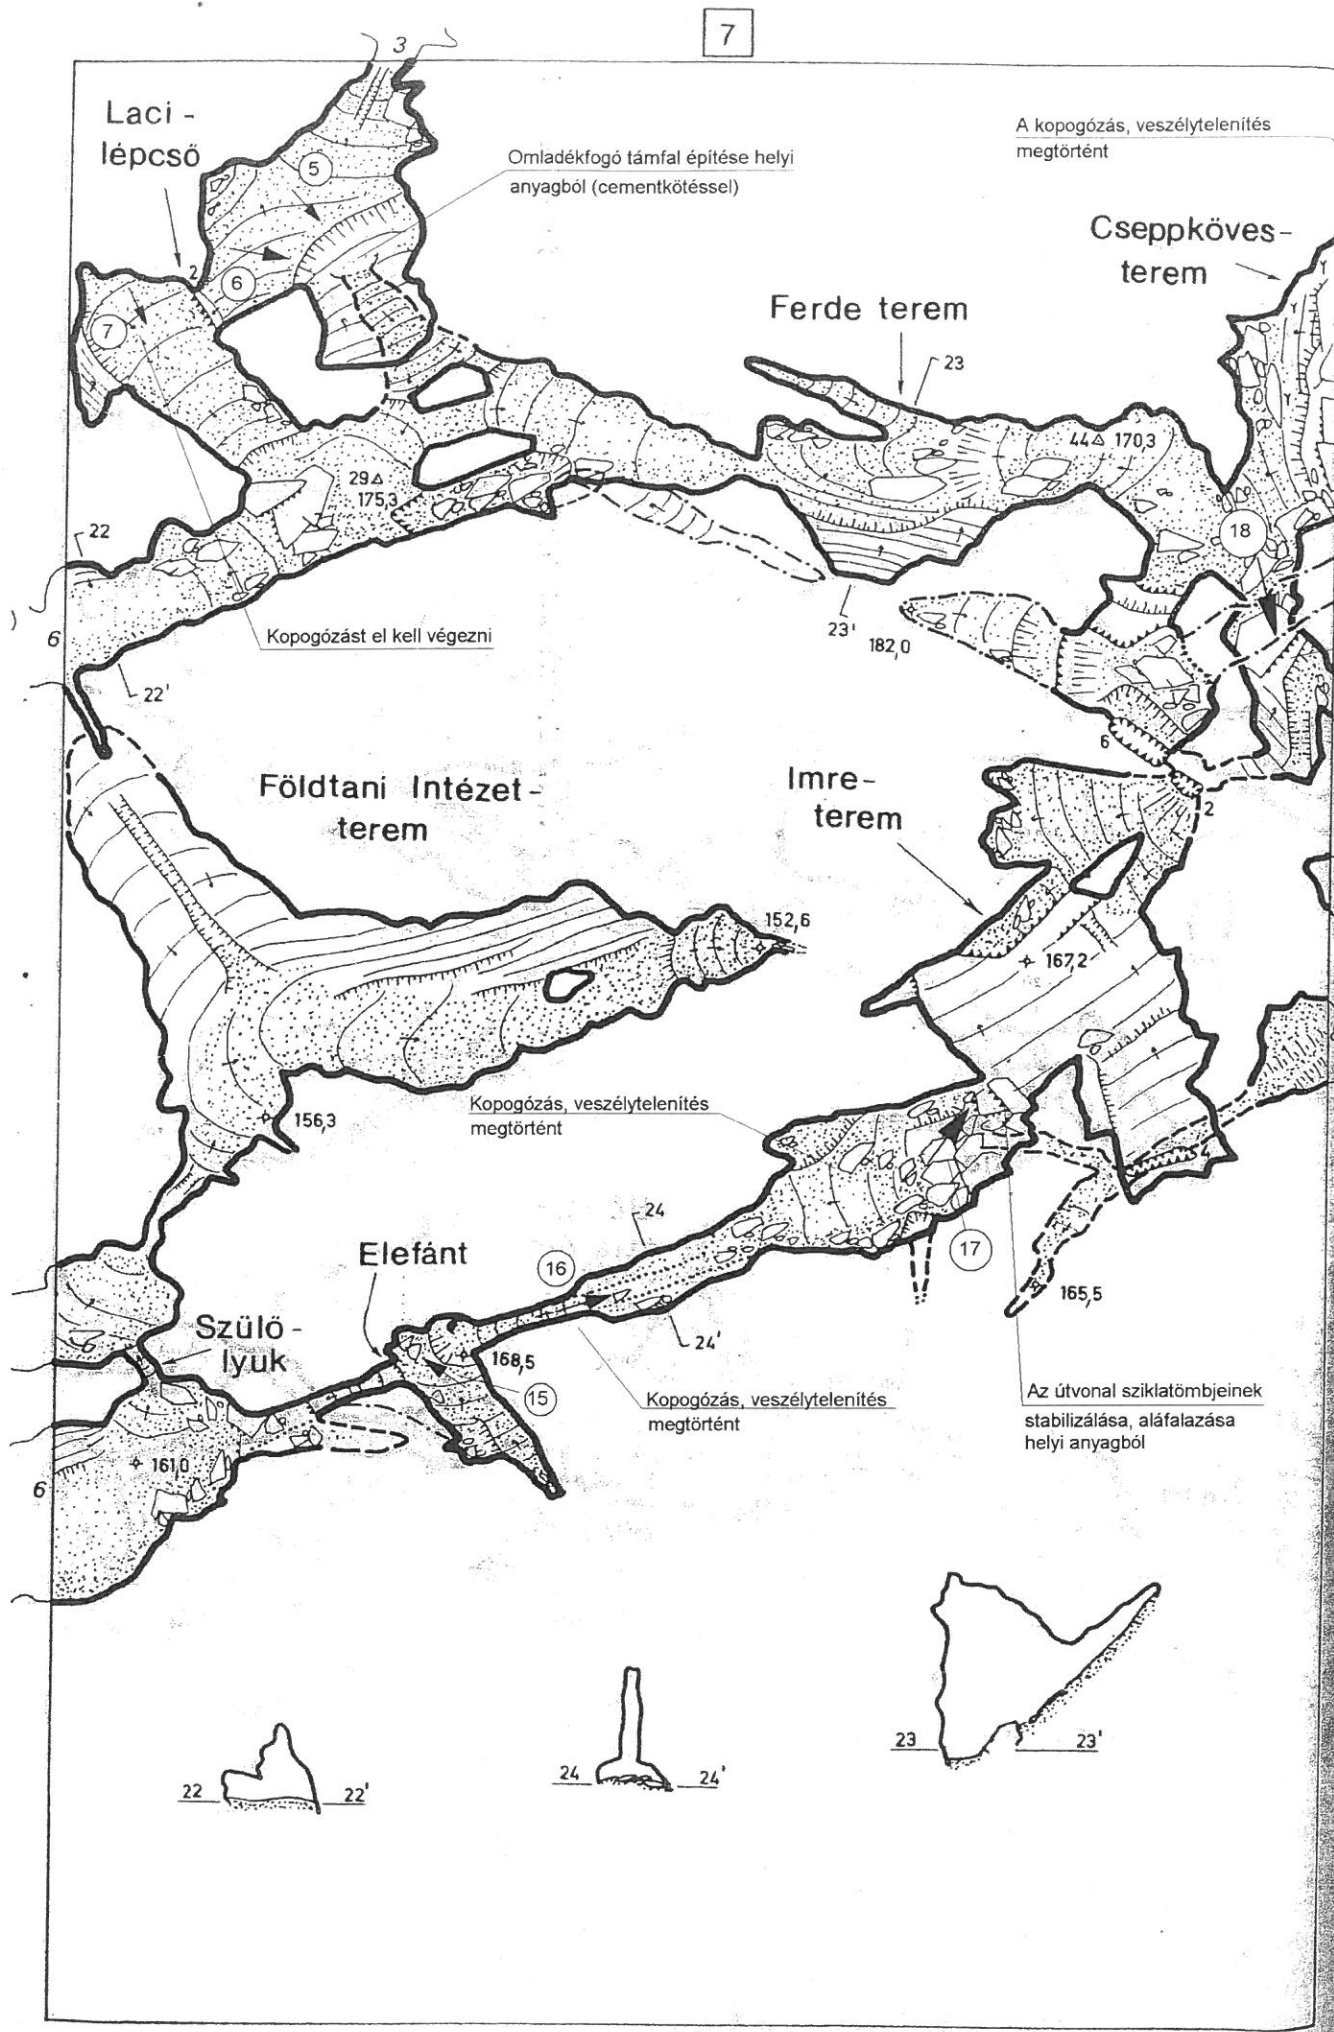 7
3
Laci-
lépcső
5
Omladékfogó támfal építése helyi
anyagból (cementkötéssel)
A kopogózás, veszélytelenítés
megtörtént
Cseppköves-
terem
2
6
7
Ferde terem
23
44△ 170,3
29△
175,3
22
18
6
Kopogózást el kell végezni
23'
182,0
22'
6
Földtani Intézet-
terem
Imre-
terem
2
152,6
167,2
156,3
Kopogózás, veszélytelenítés
megtörtént
24
16
17
Elefánt
165,5
Szülő-
lyuk
168,5
24'
15
Kopogózás, veszélytelenítés
megtörtént
Az útvonal sziklatömbjeinek
stabilizálása, aláfalazása
helyi anyagból
161,0
6
23 23'
24 24'
22 22'